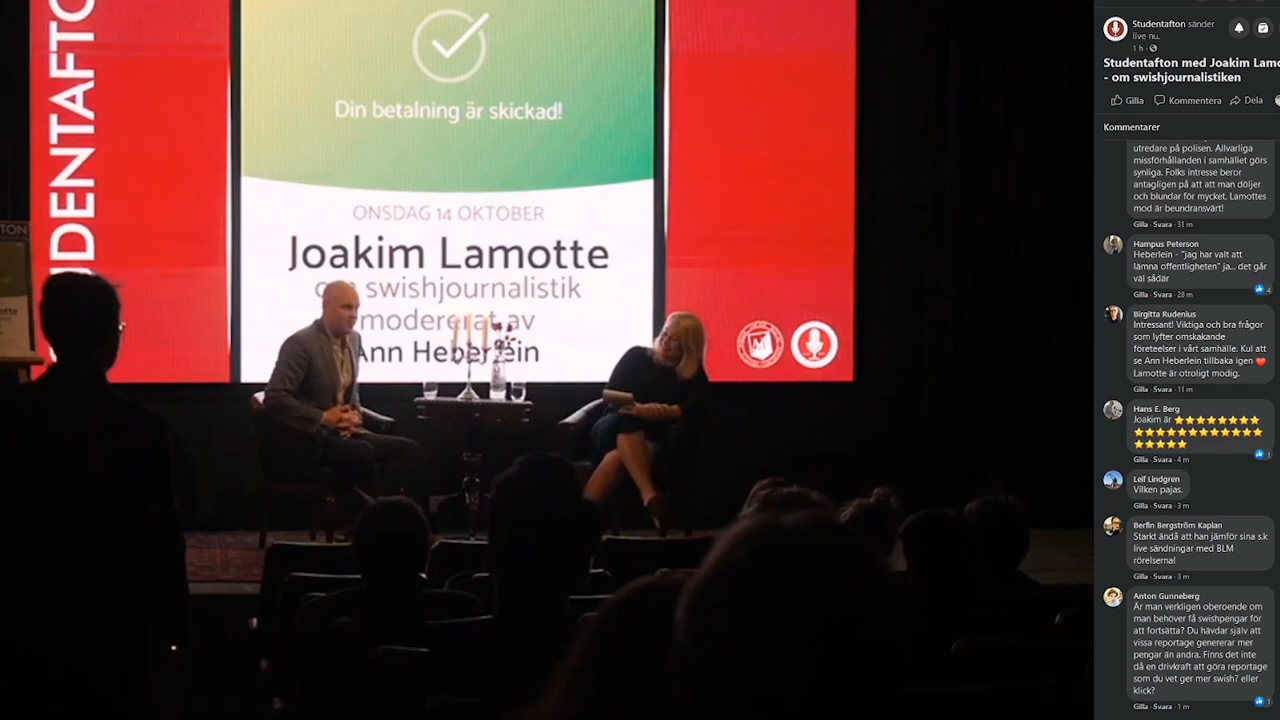 DENTAFTO
Din betalning är skickad!
ONSDAG 14 OKTOBER
Joakim Lamotte
om swishjournalistik
modererat av
Ann Heberlein
Studentafton sänder
live nu.
1 h ·
Studentafton med Joakim Lamo
- om swishjournalistiken
Gilla
Kommentera
Dela
Kommentarer
utredare på polisen. Allvarliga
missförhållanden i samhället görs
synliga. Folks intresse beror
antagligen på att att man döljer
och blundar för mycket. Lamottes
mod är beundransvärt!
Gilla · Svara · 31 m
Hampus Peterson
Heberlein - "jag har valt att
lämna offentligheten" ja... det går
väl sådär
Gilla · Svara · 28 m
4
Birgitta Rudenius
Intressant! Viktiga och bra frågor
som lyfter omskakande
företeelser i vårt samhälle. Kul att
se Ann Heberlein tillbaka igen ❤️
Lamotte är otroligt modig.
Gilla · Svara · 11 m
Hans E. Berg
Joakim är ⭐⭐⭐⭐⭐⭐⭐⭐
⭐⭐⭐⭐⭐⭐⭐⭐⭐⭐⭐⭐
⭐⭐⭐⭐⭐
Gilla · Svara · 4 m
1
Leif Lindgren
Vilken pajas.
Gilla · Svara · 3 m
Berfin Bergström Kaplan
Starkt ändå att han jämför sina s.k
live sändningar med BLM
rörelserna!
Gilla · Svara · 3 m
Anton Gunneberg
Är man verkligen oberoende om
man behöver få swishpengar för
att fortsätta? Du hävdar själv att
vissa reportage genererar mer
pengar än andra. Finns det inte
då en drivkraft att göra reportage
som du vet ger mer swish? eller
klick?
Gilla · Svara · 1 m
1